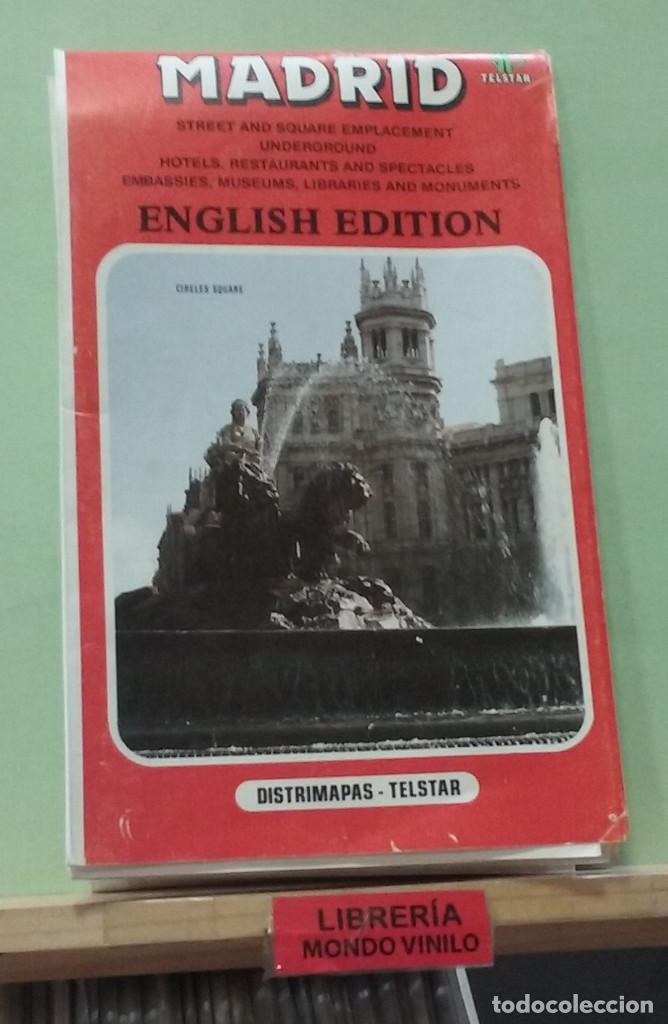 MADRID
TELSTAR
STREET AND SQUARE EMPLACEMENT
UNDERGROUND
HOTELS, RESTAURANTS AND SPECTACLES
EMBASSIES, MUSEUMS, LIBRARIES AND MONUMENTS
ENGLISH EDITION
CIBELES SQUARE
DISTRIMAPAS - TELSTAR
LIBRERÍA
MONDO VINILO
todocoleccion